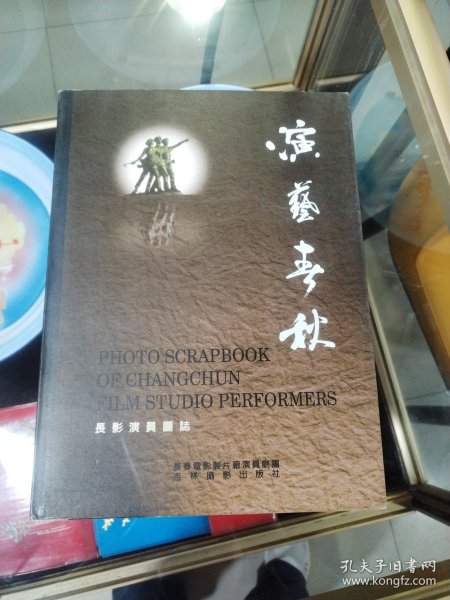 演藝春秋
PHOTO SCRAPBOOK
OF CHANGCHUN
FILM STUDIO PERFORMERS
長影演員圖誌
長春電影製片廠演員劇團
吉林攝影出版社
孔夫子旧书网
www.kongfz.com